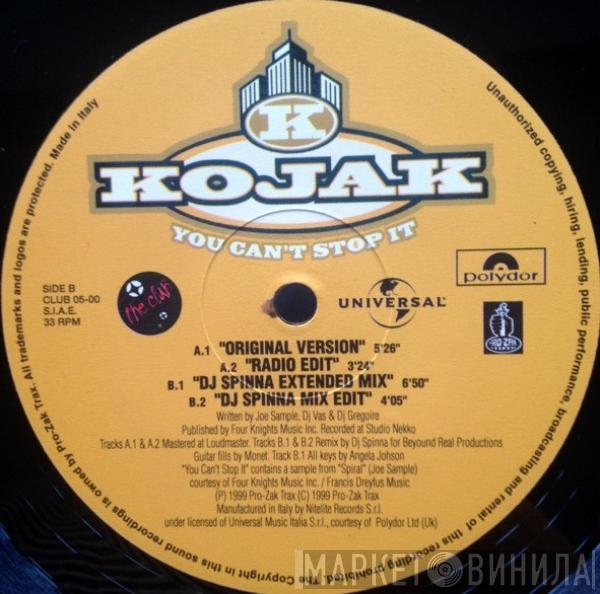 K
KOJAK
YOU CAN'T STOP IT
SIDE B
CLUB 05-00
S.I.A.E.
33 RPM
the club
UNIVERSAL
polydor
PRO-ZAK
A.1 "ORIGINAL VERSION" 5'26"
A.2 "RADIO EDIT" 3'24"
B.1 "DJ SPINNA EXTENDED MIX" 6'50"
B.2 "DJ SPINNA MIX EDIT" 4'05"
Written by Joe Sample, Dj Vas & Dj Gregoire
Published by Four Knights Music Inc. Recorded at Studio Nekko
Tracks A.1 & A.2 Mastered at Loudmaster. Tracks B.1 & B.2 Remix by Dj Spinna for Beyound Real Productions
Guitar fills by Monet. Track B.1 All keys by Angela Johson
"You Can't Stop It" contains a sample from "Spiral" (Joe Sample)
courtesy of Four Knights Music Inc. / Francis Dreyfus Music
(P) 1999 Pro-Zak Trax (C) 1999 Pro-Zak Trax
Manufactured in Italy by Nitelite Records S.r.l.
under licensed of Universal Music Italia S.r.l., courtesy of Polydor Ltd (Uk)
Unauthorized copying, hiring, lending, public performance, broadcasting and rental of this recording prohibited. The Copyright in this sound recordings is owned by Pro-Zak Trax. All trademarks and logos are protected. Made in Italy
МАРКЕТ ВИНИЛА